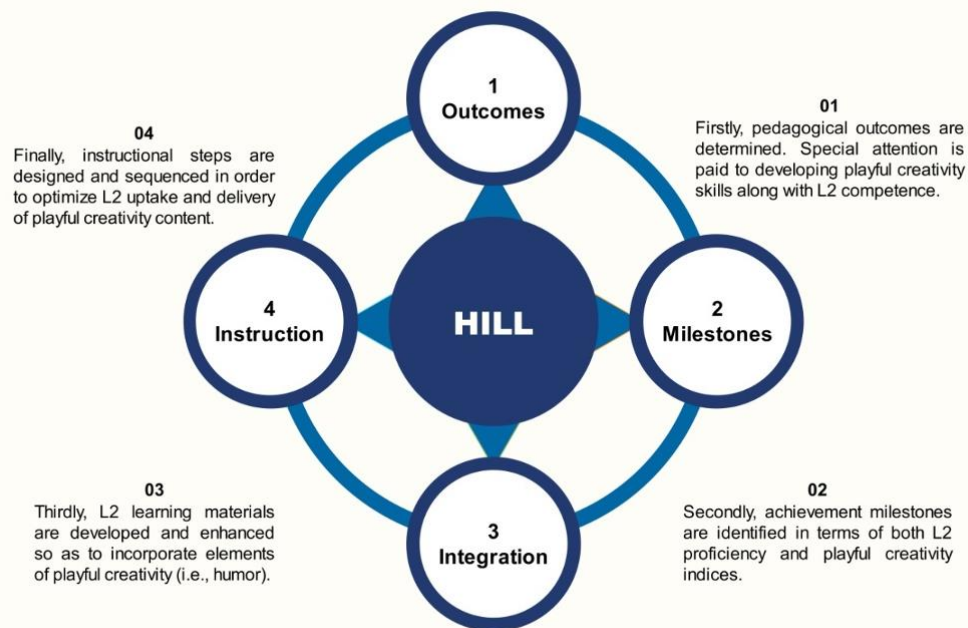 1
Outcomes
01
Firstly, pedagogical outcomes are
determined. Special attention is
paid to developing playful creativity
skills along with L2 competence.
04
Finally, instructional steps are
designed and sequenced in order
to optimize L2 uptake and delivery
of playful creativity content.
4
Instruction
HILL
2
Milestones
03
Thirdly, L2 learning materials
are developed and enhanced
so as to incorporate elements
of playful creativity (i.e., humor).
3
Integration
02
Secondly, achievement milestones
are identified in terms of both L2
proficiency and playful creativity
indices.